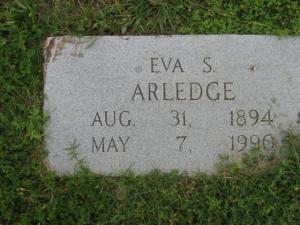 EVA S.
ARLEDGE
AUG. 31, 1894
MAY 7, 1990